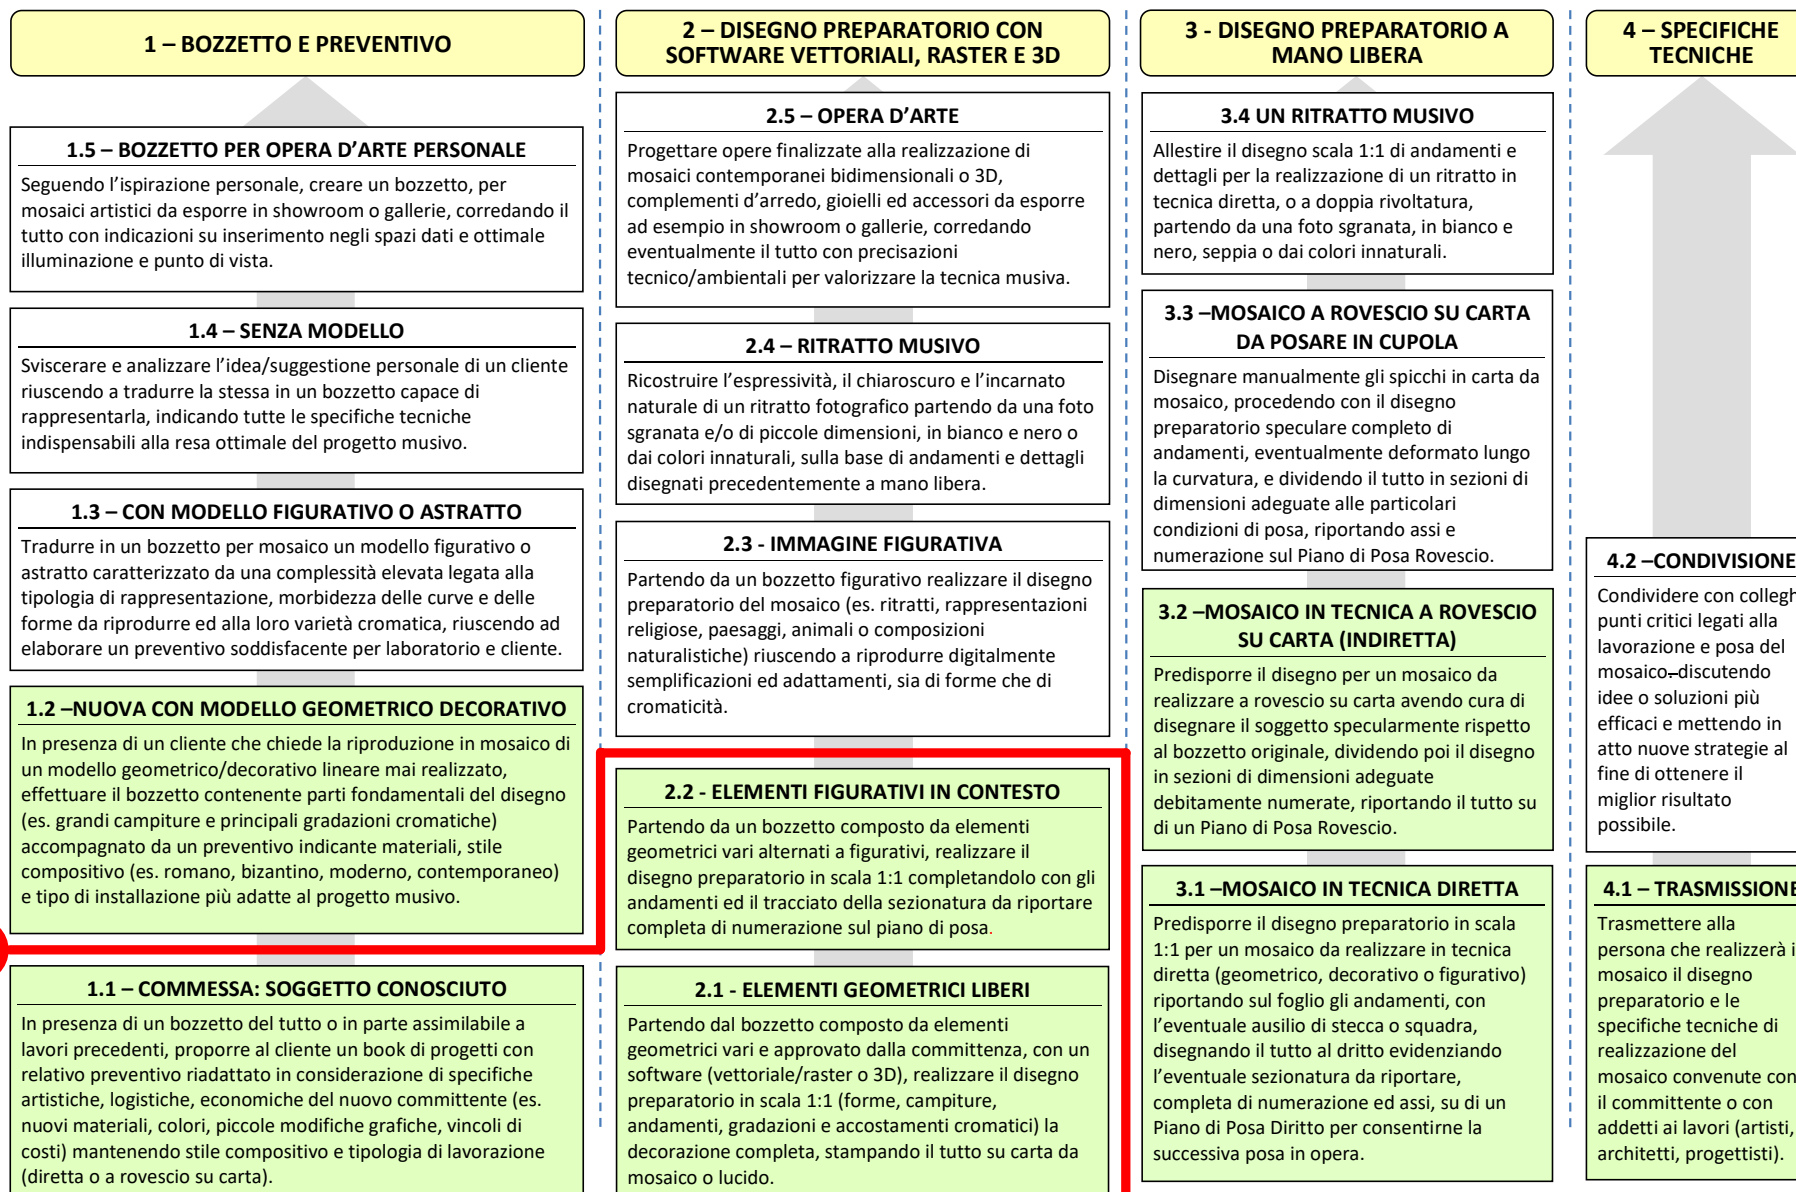 1 – BOZZETTO E PREVENTIVO
1.5 – BOZZETTO PER OPERA D’ARTE PERSONALE
Seguendo l’ispirazione personale, creare un bozzetto, per
mosaici artistici da esporre in showroom o gallerie, corredando il
tutto con indicazioni su inserimento negli spazi dati e ottimale
illuminazione e punto di vista.
1.4 – SENZA MODELLO
Sviscerare e analizzare l’idea/suggestione personale di un cliente
riuscendo a tradurre la stessa in un bozzetto capace di
rappresentarla, indicando tutte le specifiche tecniche
indispensabili alla resa ottimale del progetto musivo.
1.3 – CON MODELLO FIGURATIVO O ASTRATTO
Tradurre in un bozzetto per mosaico un modello figurativo o
astratto caratterizzato da una complessità elevata legata alla
tipologia di rappresentazione, morbidezza delle curve e delle
forme da riprodurre ed alla loro varietà cromatica, riuscendo ad
elaborare un preventivo soddisfacente per laboratorio e cliente.
1.2 –NUOVA CON MODELLO GEOMETRICO DECORATIVO
In presenza di un cliente che chiede la riproduzione in mosaico di
un modello geometrico/decorativo lineare mai realizzato,
effettuare il bozzetto contenente parti fondamentali del disegno
(es. grandi campiture e principali gradazioni cromatiche)
accompagnato da un preventivo indicante materiali, stile
compositivo (es. romano, bizantino, moderno, contemporaneo)
e tipo di installazione più adatte al progetto musivo.
1.1 – COMMESSA: SOGGETTO CONOSCIUTO
In presenza di un bozzetto del tutto o in parte assimilabile a
lavori precedenti, proporre al cliente un book di progetti con
relativo preventivo riadattato in considerazione di specifiche
artistiche, logistiche, economiche del nuovo committente (es.
nuovi materiali, colori, piccole modifiche grafiche, vincoli di
costi) mantenendo stile compositivo e tipologia di lavorazione
(diretta o a rovescio su carta).
2 – DISEGNO PREPARATORIO CON
SOFTWARE VETTORIALI, RASTER E 3D
2.5 – OPERA D’ARTE
Progettare opere finalizzate alla realizzazione di
mosaici contemporanei bidimensionali o 3D,
complementi d’arredo, gioielli ed accessori da esporre
ad esempio in showroom o gallerie, corredando
eventualmente il tutto con precisazioni
tecnico/ambientali per valorizzare la tecnica musiva.
2.4 – RITRATTO MUSIVO
Ricostruire l’espressività, il chiaroscuro e l’incarnato
naturale di un ritratto fotografico partendo da una foto
sgranata e/o di piccole dimensioni, in bianco e nero o
dai colori innaturali, sulla base di andamenti e dettagli
disegnati precedentemente a mano libera.
2.3 - IMMAGINE FIGURATIVA
Partendo da un bozzetto figurativo realizzare il disegno
preparatorio del mosaico (es. ritratti, rappresentazioni
religiose, paesaggi, animali o composizioni
naturalistiche) riuscendo a riprodurre digitalmente
semplificazioni ed adattamenti, sia di forme che di
cromaticità.
2.2 - ELEMENTI FIGURATIVI IN CONTESTO
Partendo da un bozzetto composto da elementi
geometrici vari alternati a figurativi, realizzare il
disegno preparatorio in scala 1:1 completandolo con gli
andamenti ed il tracciato della sezionatura da riportare
completa di numerazione sul piano di posa.
2.1 - ELEMENTI GEOMETRICI LIBERI
Partendo dal bozzetto composto da elementi
geometrici vari e approvato dalla committenza, con un
software (vettoriale/raster o 3D), realizzare il disegno
preparatorio in scala 1:1 (forme, campiture,
andamenti, gradazioni e accostamenti cromatici) la
decorazione completa, stampando il tutto su carta da
mosaico o lucido.
3 - DISEGNO PREPARATORIO A
MANO LIBERA
3.4 UN RITRATTO MUSIVO
Allestire il disegno scala 1:1 di andamenti e
dettagli per la realizzazione di un ritratto in
tecnica diretta, o a doppia rivoltatura,
partendo da una foto sgranata, in bianco e
nero, seppia o dai colori innaturali.
3.3 –MOSAICO A ROVESCIO SU CARTA
DA POSARE IN CUPOLA
Disegnare manualmente gli spicchi in carta da
mosaico, procedendo con il disegno
preparatorio speculare completo di
andamenti, eventualmente deformato lungo
la curvatura, e dividendo il tutto in sezioni di
dimensioni adeguate alle particolari
condizioni di posa, riportando assi e
numerazione sul Piano di Posa Rovescio.
3.2 –MOSAICO IN TECNICA A ROVESCIO
SU CARTA (INDIRETTA)
Predisporre il disegno per un mosaico da
realizzare a rovescio su carta avendo cura di
disegnare il soggetto specularmente rispetto
al bozzetto originale, dividendo poi il disegno
in sezioni di dimensioni adeguate
debitamente numerate, riportando il tutto su
di un Piano di Posa Rovescio.
3.1 –MOSAICO IN TECNICA DIRETTA
Predisporre il disegno preparatorio in scala
1:1 per un mosaico da realizzare in tecnica
diretta (geometrico, decorativo o figurativo)
riportando sul foglio gli andamenti, con
l’eventuale ausilio di stecca o squadra,
disegnando il tutto al dritto evidenziando
l’eventuale sezionatura da riportare,
completa di numerazione ed assi, su di un
Piano di Posa Diritto per consentirne la
successiva posa in opera.
4 – SPECIFICHE
TECNICHE
4.2 –CONDIVISIONE
Condividere con collegh
punti critici legati alla
lavorazione e posa del
mosaico-discutendo
idee o soluzioni più
efficaci e mettendo in
atto nuove strategie al
fine di ottenere il
miglior risultato
possibile.
4.1 – TRASMISSIONE
Trasmettere alla
persona che realizzerà i
mosaico il disegno
preparatorio e le
specifiche tecniche di
realizzazione del
mosaico convenute con
il committente o con
addetti ai lavori (artisti,
architetti, progettisti).